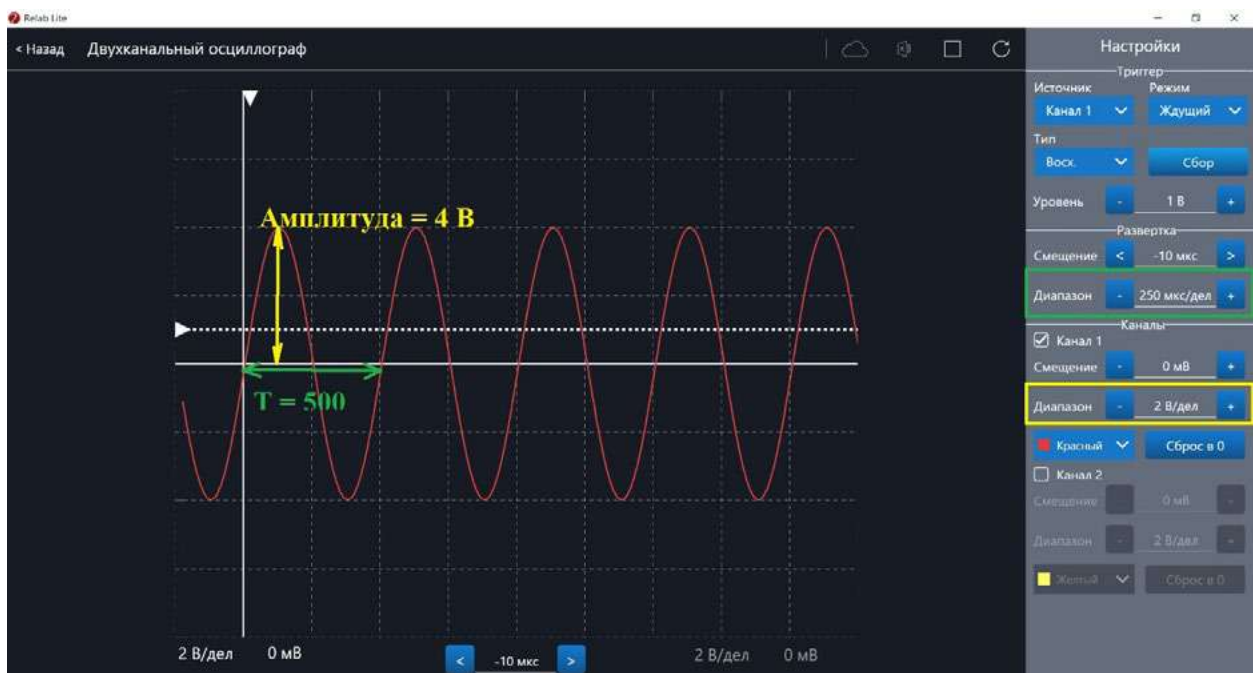 Relab Lite
< Назад Двухканальный осциллограф
Настройки
Триггер
Источник Режим
Канал 1 Ждущий
Тип
Восх. Сбор
Уровень - 1 В +
Развертка
Смещение < -10 мкс >
Диапазон - 250 мкс/дел +
Каналы
Канал 1
Смещение - 0 мВ +
Диапазон - 2 В/дел +
Красный Сброс в 0
Канал 2
Смещение - 0 мВ +
Диапазон - 2 В/дел +
Желтый Сброс в 0
Амплитуда = 4 В
T = 500
2 В/дел 0 мВ < -10 мкс > 2 В/дел 0 мВ